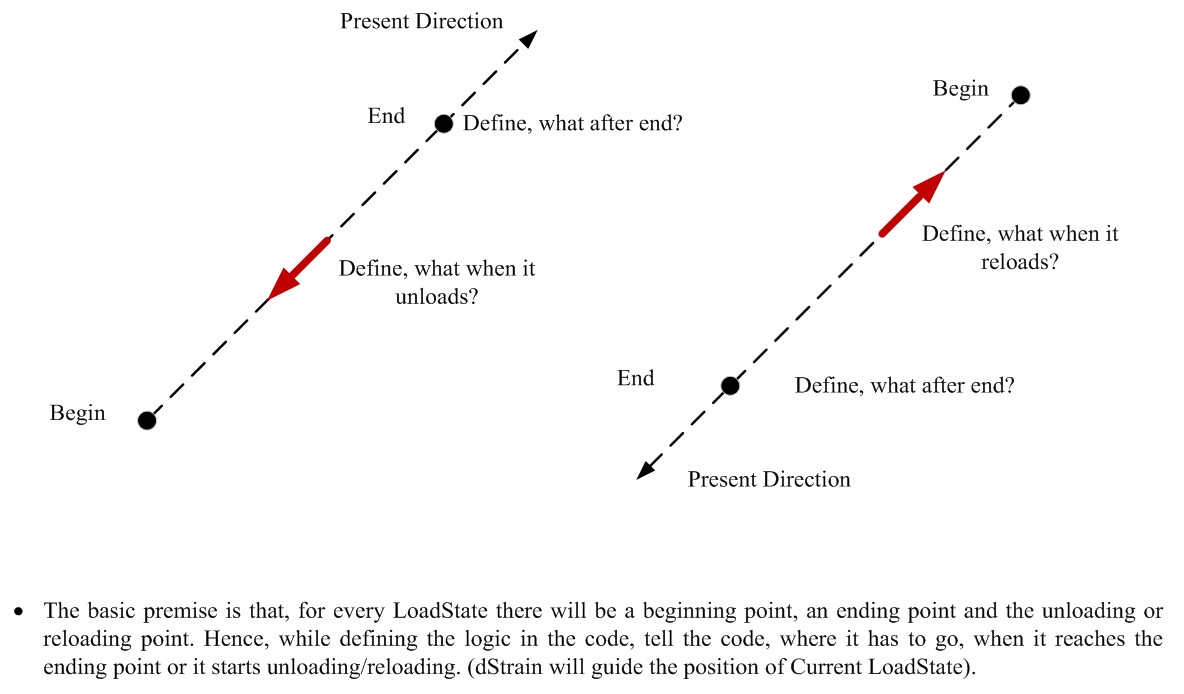 Present Direction
End
Define, what after end?
Define, what when it
unloads?
Begin
Begin
Define, what when it
reloads?
End
Define, what after end?
Present Direction
• The basic premise is that, for every LoadState there will be a beginning point, an ending point and the unloading or
reloading point. Hence, while defining the logic in the code, tell the code, where it has to go, when it reaches the
ending point or it starts unloading/reloading. (dStrain will guide the position of Current LoadState).